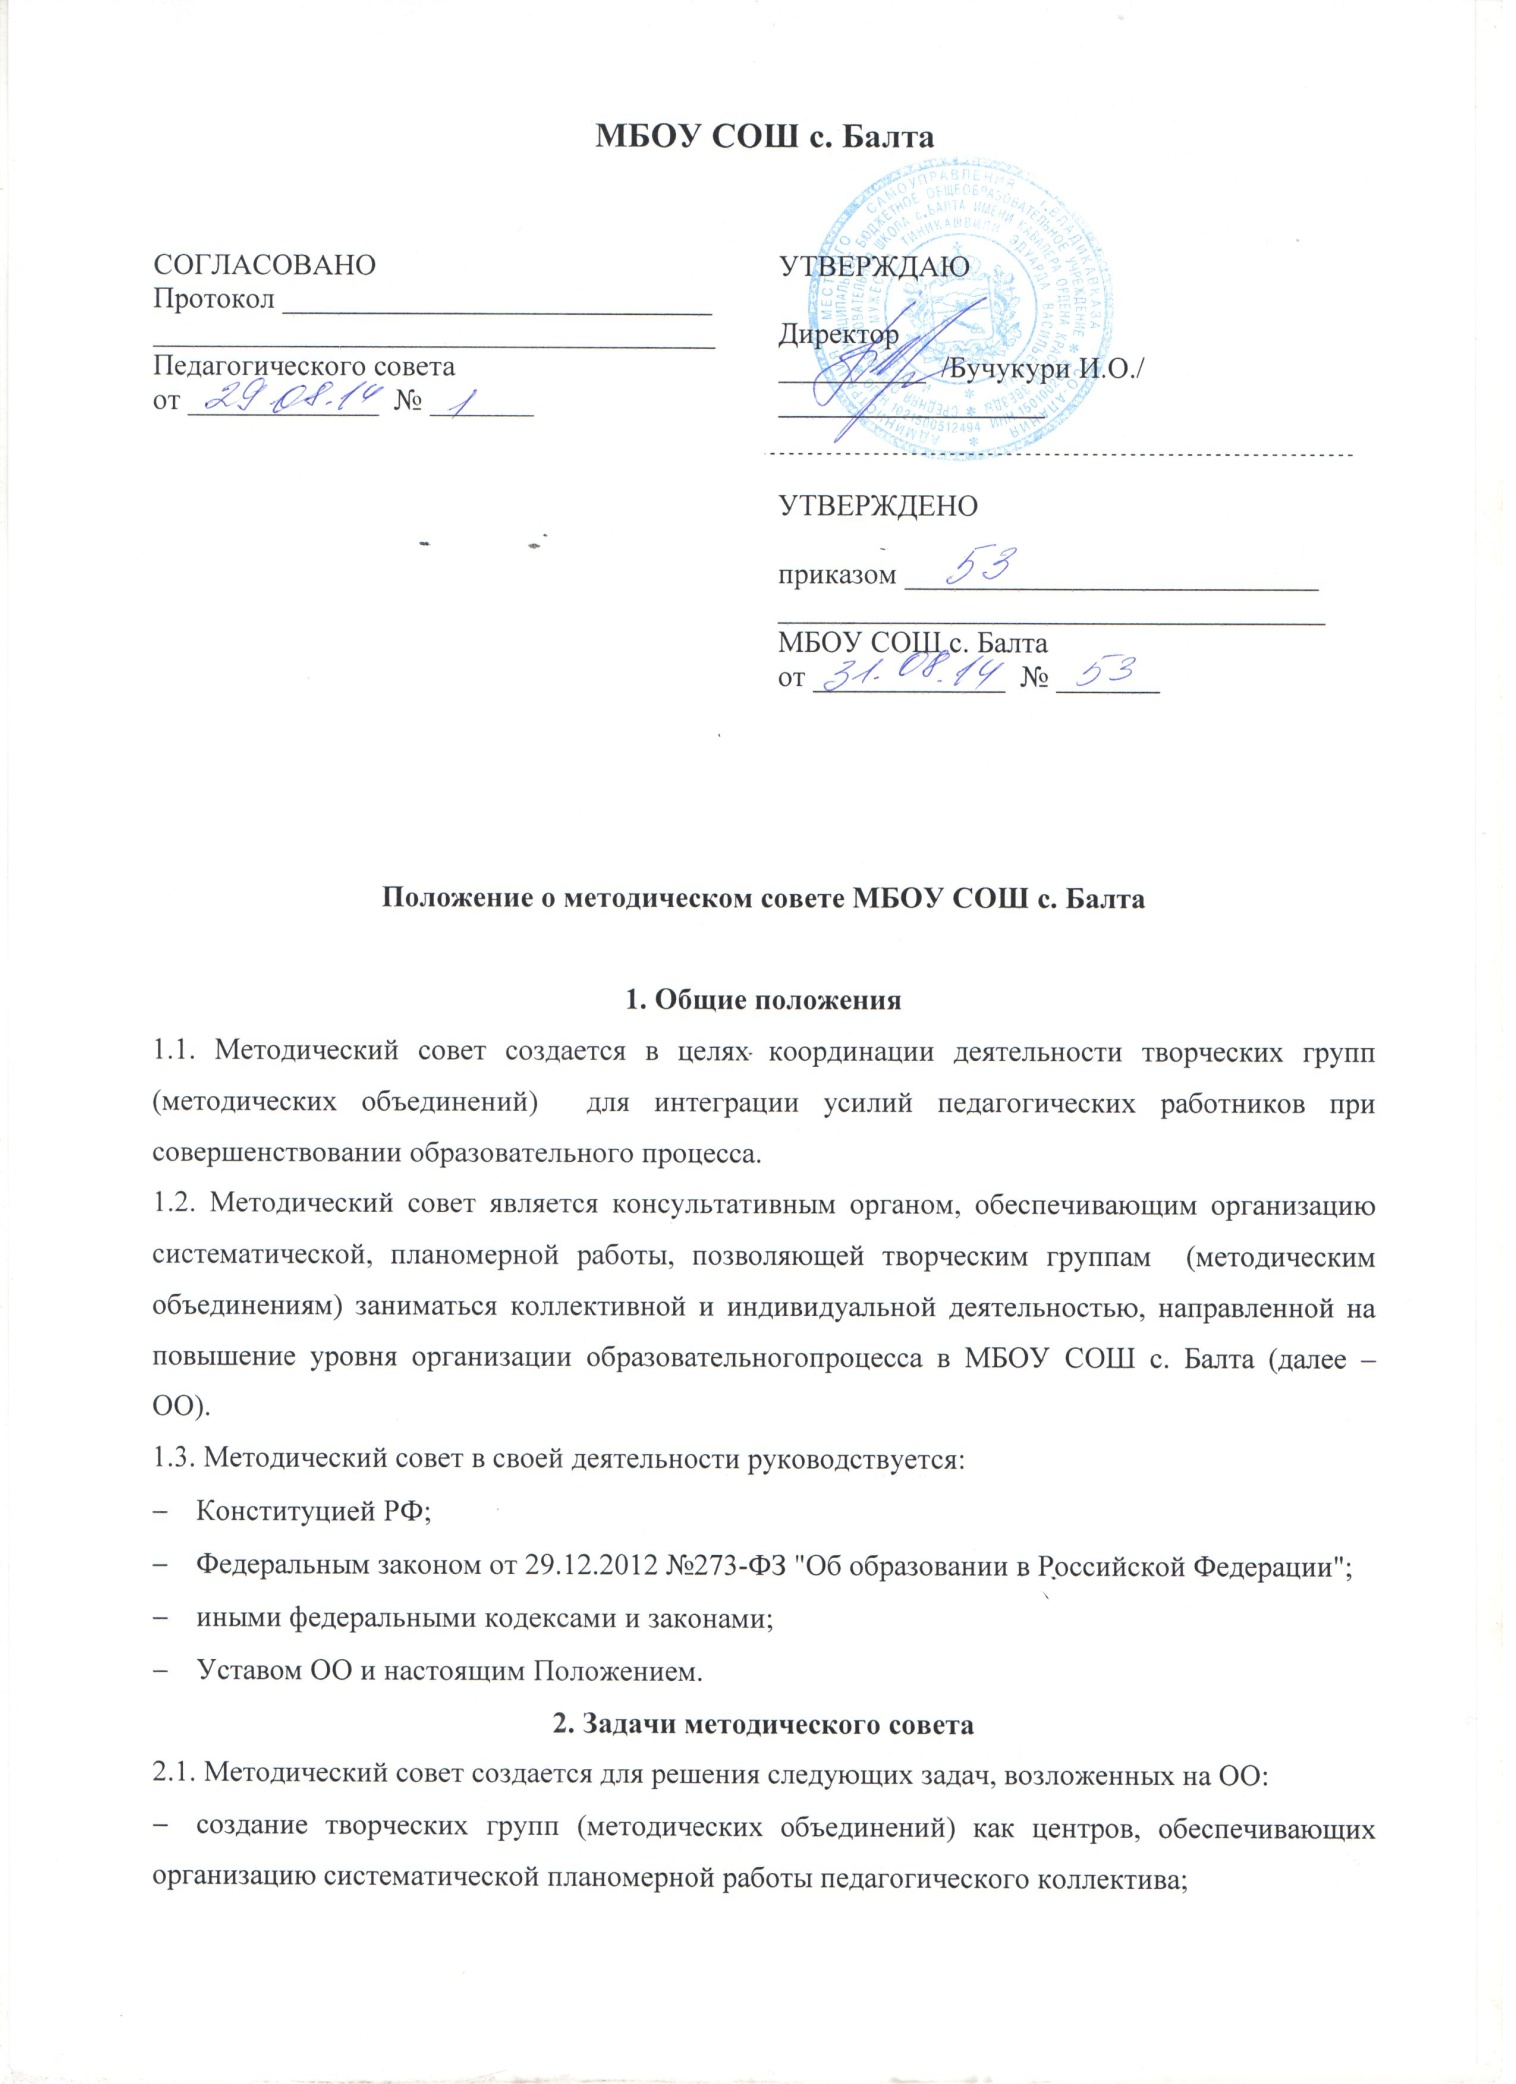 МБОУ СОШ с. Балта
СОГЛАСОВАНО
Протокол
Педагогического совета
от 29.08.14 № 1
УТВЕРЖДАЮ
Директор
/Бучукури И.О./
УТВЕРЖДЕНО
приказом 53
МБОУ СОШ с. Балта
от 31.08.14 № 53
Положение о методическом совете МБОУ СОШ с. Балта
1. Общие положения
1.1. Методический совет создается в целях координации деятельности творческих групп
(методических объединений) для интеграции усилий педагогических работников при
совершенствовании образовательного процесса.
1.2. Методический совет является консультативным органом, обеспечивающим организацию
систематической, планомерной работы, позволяющей творческим группам (методическим
объединениям) заниматься коллективной и индивидуальной деятельностью, направленной на
повышение уровня организации образовательногопроцесса в МБОУ СОШ с. Балта (далее –
ОО).
1.3. Методический совет в своей деятельности руководствуется:
– Конституцией РФ;
– Федеральным законом от 29.12.2012 №273-ФЗ "Об образовании в Российской Федерации";
– иными федеральными кодексами и законами;
– Уставом ОО и настоящим Положением.
2. Задачи методического совета
2.1. Методический совет создается для решения следующих задач, возложенных на ОО:
– создание творческих групп (методических объединений) как центров, обеспечивающих
организацию систематической планомерной работы педагогического коллектива;